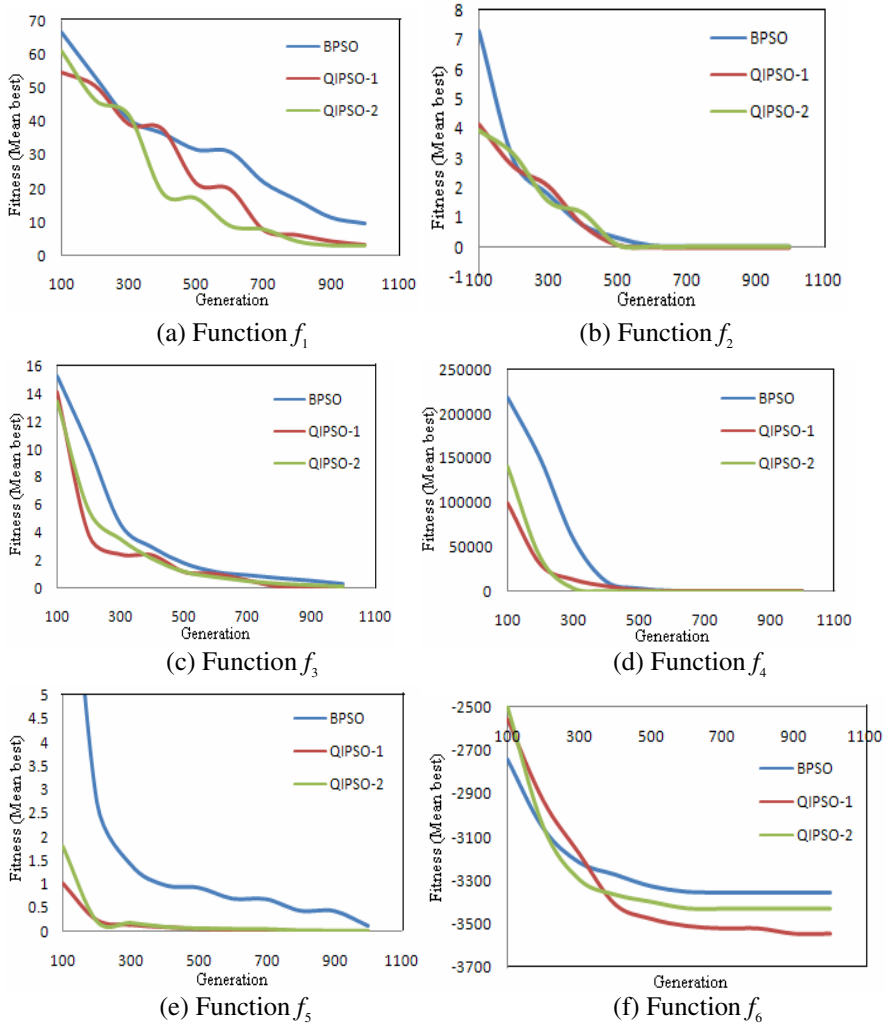 70
60
50
40
30
20
10
0
Fitness (Mean best)
BPSO
QIPSO-1
QIPSO-2
100 300 500 700 900 1100
Generation
(a) Function f1
8
7
6
5
4
3
2
1
0
-1
Fitness (Mean best)
BPSO
QIPSO-1
QIPSO-2
100 300 500 700 900 1100
Generation
(b) Function f2
16
14
12
10
8
6
4
2
0
Fitness (Mean best)
BPSO
QIPSO-1
QIPSO-2
100 300 500 700 900 1100
Generation
(c) Function f3
250000
200000
150000
100000
50000
0
Fitness (Mean best)
BPSO
QIPSO-1
QIPSO-2
100 300 500 700 900 1100
Generation
(d) Function f4
5
4.5
4
3.5
3
2.5
2
1.5
1
0.5
0
Fitness (Mean best)
BPSO
QIPSO-1
QIPSO-2
100 300 500 700 900 1100
Generation
(e) Function f5
-2500
-2700
-2900
-3100
-3300
-3500
-3700
Fitness (Mean best)
100 300 500 700 900 1100
BPSO
QIPSO-1
QIPSO-2
Generation
(f) Function f6